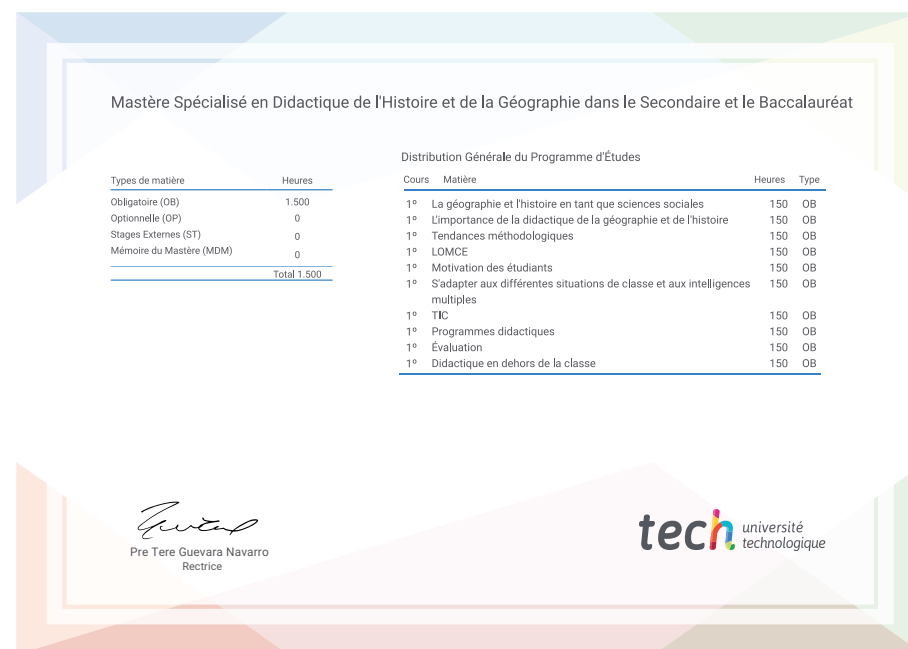 Mastère Spécialisé en Didactique de l'Histoire et de la Géographie dans le Secondaire et le Baccalauréat
Types de matière Heures
Obligatoire (OB) 1.500
Optionnelle (OP) 0
Stages Externes (ST) 0
Mémoire du Mastère (MDM) 0
Total 1.500
Distribution Générale du Programme d'Études
Cours Matière Heures Type
1º La géographie et l'histoire en tant que sciences sociales 150 OB
1º L'importance de la didactique de la géographie et de l'histoire 150 OB
1º Tendances méthodologiques 150 OB
1º LOMCE 150 OB
1º Motivation des étudiants 150 OB
1º S'adapter aux différentes situations de classe et aux intelligences 150 OB
multiples
1º TIC 150 OB
1º Programmes didactiques 150 OB
1º Évaluation 150 OB
1º Didactique en dehors de la classe 150 OB
Pre Tere Guevara Navarro
Rectrice
tech université
technologique